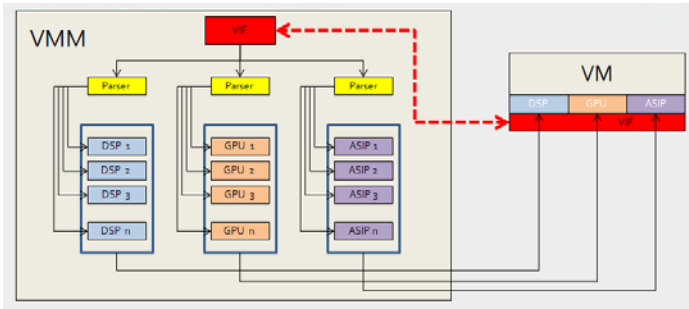 VMM
VIF
Parser Parser Parser
DSP 1 GPU 1 ASIP 1
DSP 2 GPU 2 ASIP 2
DSP 3 GPU 3 ASIP 3
DSP n GPU n ASIP n
VM
DSP GPU ASIP
VIF